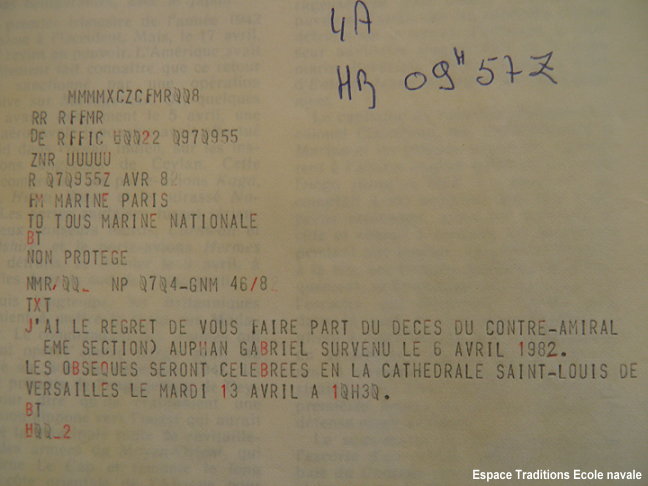 4A
HR 09H57Z
MMMMXCZCFMRQQ8
RR RFFMR
DE RFFIC HQQ22 Q97Q955
ZNR UUUUU
R Q7Q955Z AVR 82
FM MARINE PARIS
TO TOUS MARINE NATIONALE
BT
NON PROTEGE
NMR/QQ_ NP Q7Q4-GNM 46/82
TXT
J'AI LE REGRET DE VOUS FAIRE PART DU DECES DU CONTRE-AMIRAL
EME SECTION) AUPHAN GABRIEL SURVENU LE 6 AVRIL 1982.
LES OBSEQUES SERONT CELEBREES EN LA CATHEDRALE SAINT-LOUIS DE
VERSAILLES LE MARDI 13 AVRIL A 1QH3Q.
BT
HQQ_2
Espace Traditions Ecole navale